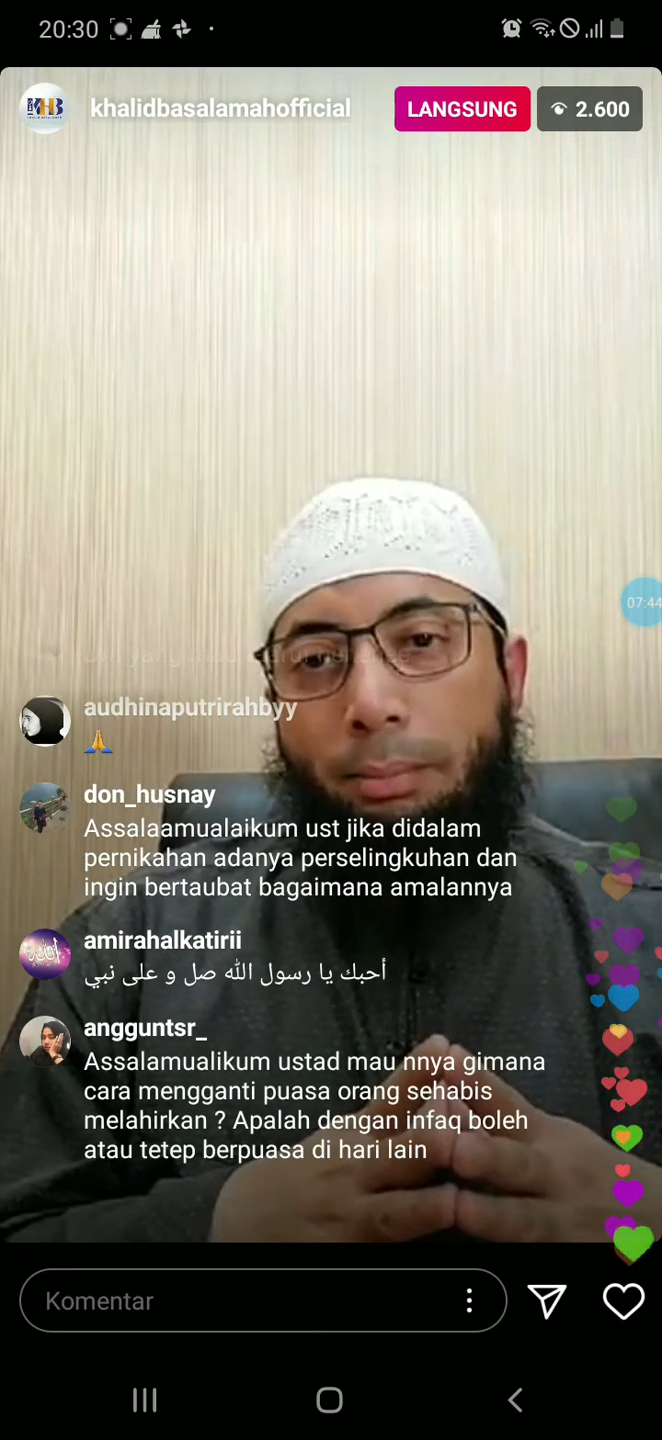 20:30
khalidbasalamahofficial
LANGSUNG
2.600
07:44
audhinaputrirahbyy
🙏
don_husnay
Assalaamualaikum ust jika didalam
pernikahan adanya perselingkuhan dan
ingin bertaubat bagaimana amalannya
amirahalkatirii
أحبك يا رسول الله صل و على نبي
angguntsr_
Assalamualikum ustad mau nnya gimana
cara mengganti puasa orang sehabis
melahirkan ? Apalah dengan infaq boleh
atau tetep berpuasa di hari lain
Komentar